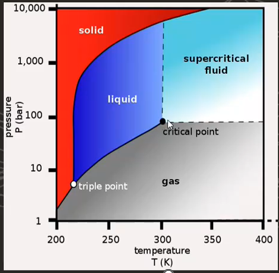 10,000
solid
1,000
supercritical
fluid
pressure
P (bar)
liquid
100
critical point
10
triple point
gas
1
200
250
300
350
400
temperature
T (K)